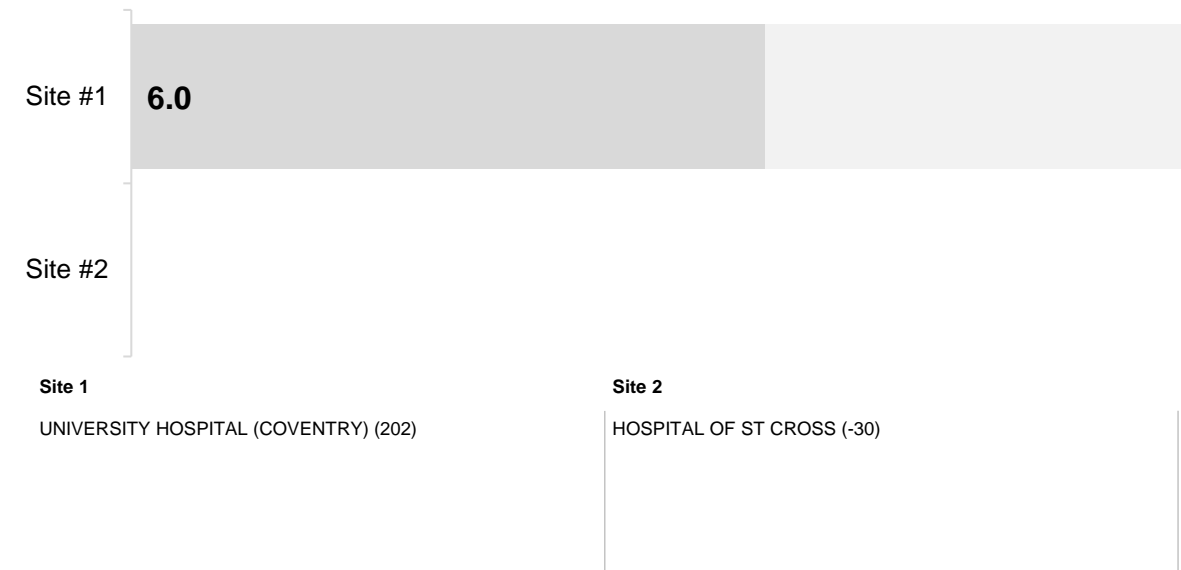 Site #1
6.0
Site #2
Site 1
Site 2
UNIVERSITY HOSPITAL (COVENTRY) (202)
HOSPITAL OF ST CROSS (-30)